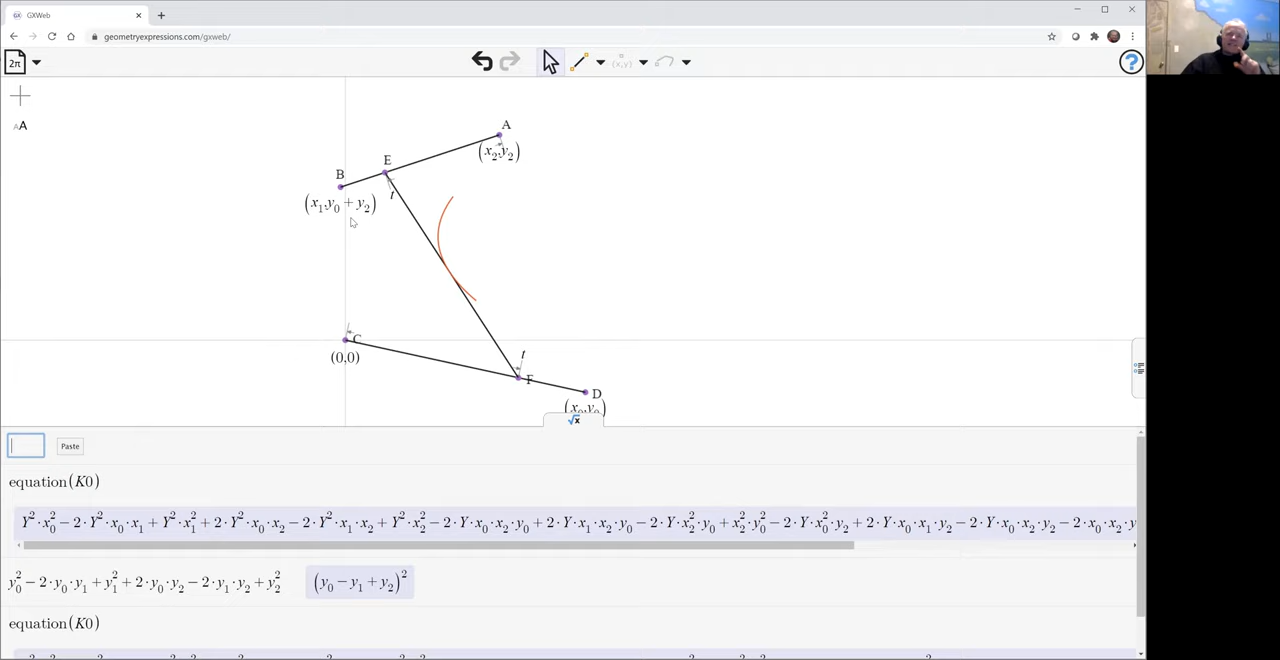 GXWeb
geometryexpressions.com/gxweb/
2π
(x,y)
?
AA
A
(x₂,y₂)
E
B
t
(x₁,y₀ + y₂)
C
(0,0)
t
F
D
(x₀,y₀)
√x
Paste
equation(K0)
Y²·x₀² − 2·Y²·x₀·x₁ + Y²·x₁² + 2·Y²·x₀·x₂ − 2·Y²·x₁·x₂ + Y²·x₂² − 2·Y·x₀·x₂·y₀ + 2·Y·x₁·x₂·y₀ − 2·Y·x₂²·y₀ + x₂²·y₀² − 2·Y·x₀²·y₂ + 2·Y·x₀·x₁·y₂ − 2·Y·x₀·x₂·y₂ − 2·x₀·x₂·y
y₀² − 2·y₀·y₁ + y₁² + 2·y₀·y₂ − 2·y₁·y₂ + y₂² (y₀ − y₁ + y₂)²
equation(K0)